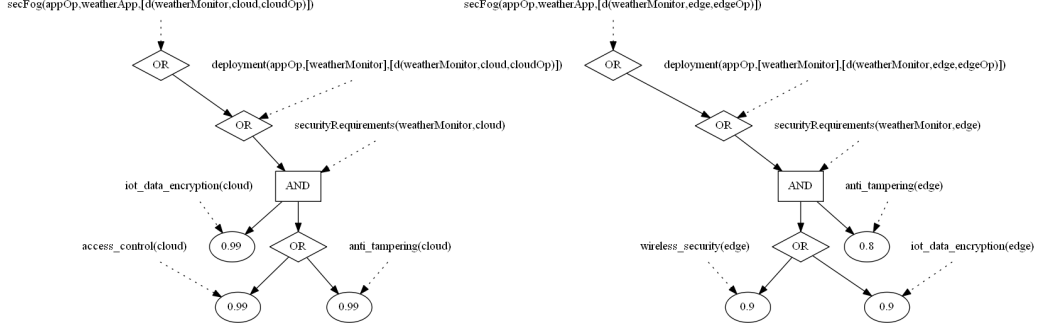 secFog(appOp,weatherApp,[d(weatherMonitor,cloud,cloudOp)])
OR
deployment(appOp,[weatherMonitor],[d(weatherMonitor,cloud,cloudOp)])
OR
securityRequirements(weatherMonitor,cloud)
iot_data_encryption(cloud)
AND
access_control(cloud)
0.99
OR
anti_tampering(cloud)
0.99
0.99
secFog(appOp,weatherApp,[d(weatherMonitor,edge,edgeOp)])
OR
deployment(appOp,[weatherMonitor],[d(weatherMonitor,edge,edgeOp)])
OR
securityRequirements(weatherMonitor,edge)
AND
anti_tampering(edge)
wireless_security(edge)
OR
0.8
iot_data_encryption(edge)
0.9
0.9